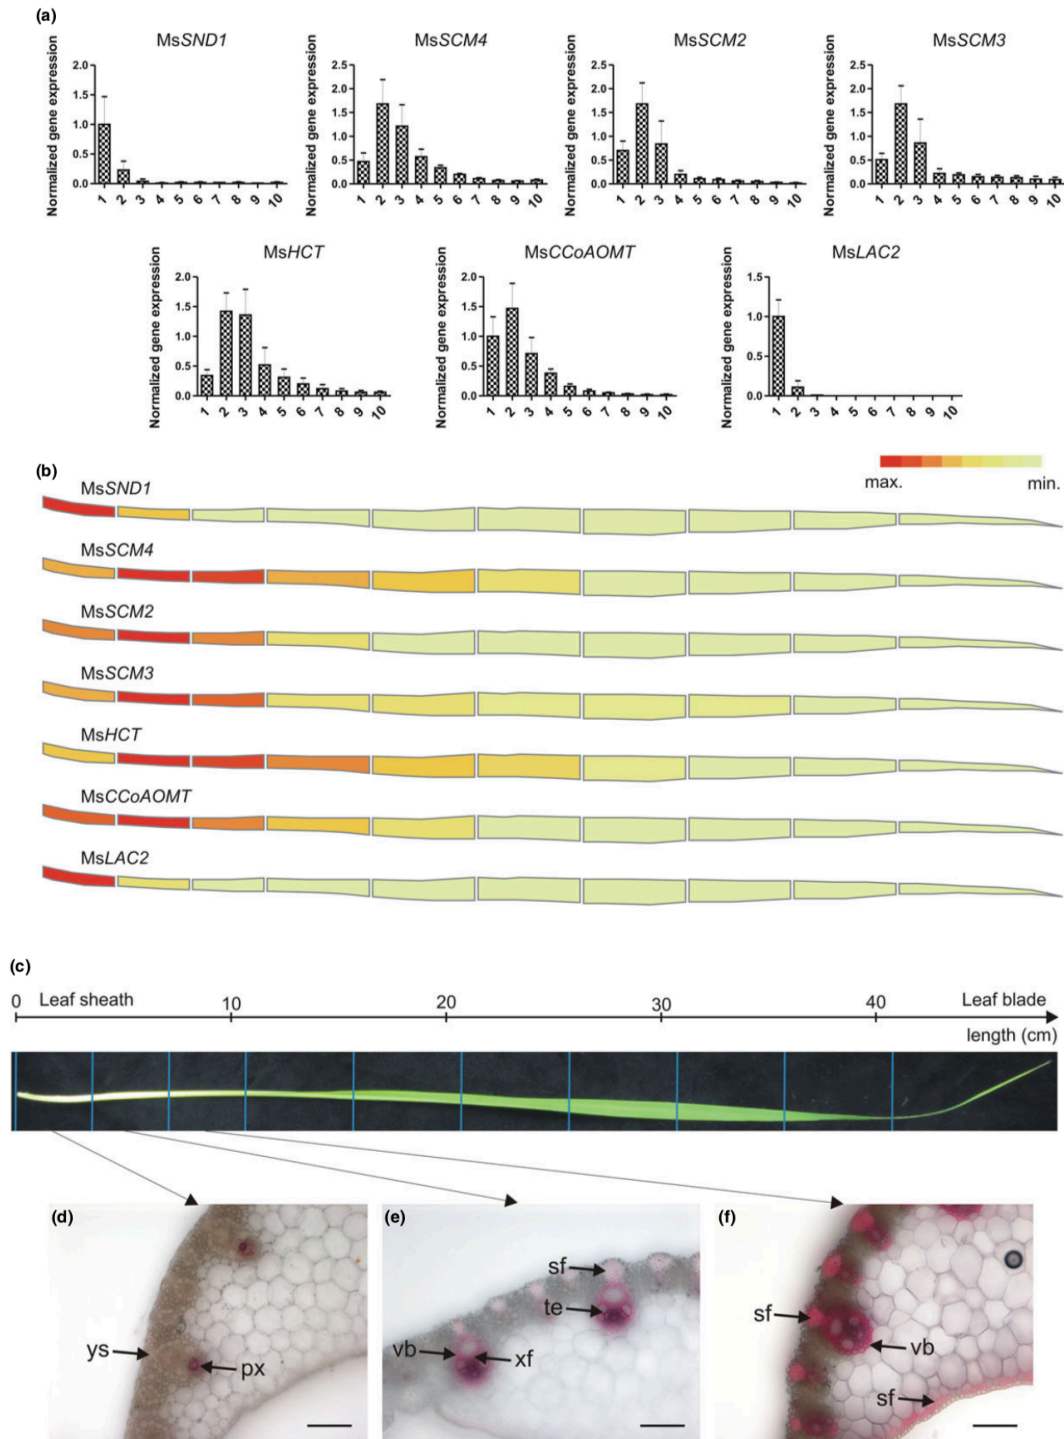 (a)
MsSND1
MsSCM4
MsSCM2
MsSCM3
Normalized gene expression
2.0
1.5
1.0
0.5
0.0
1 2 3 4 5 6 7 8 9 10
Normalized gene expression
2.5
2.0
1.5
1.0
0.5
0.0
1 2 3 4 5 6 7 8 9 10
Normalized gene expression
2.5
2.0
1.5
1.0
0.5
0.0
1 2 3 4 5 6 7 8 9 10
Normalized gene expression
2.5
2.0
1.5
1.0
0.5
0.0
1 2 3 4 5 6 7 8 9 10
MsHCT
MsCCoAOMT
MsLAC2
Normalized gene expression
2.0
1.5
1.0
0.5
0.0
1 2 3 4 5 6 7 8 9 10
Normalized gene expression
2.0
1.5
1.0
0.5
0.0
1 2 3 4 5 6 7 8 9 10
Normalized gene expression
1.5
1.0
0.5
0.0
1 2 3 4 5 6 7 8 9 10
(b)
max. min.
MsSND1
MsSCM4
MsSCM2
MsSCM3
MsHCT
MsCCoAOMT
MsLAC2
(c)
0 Leaf sheath 10 20 30 40 Leaf blade
length (cm)
(d)
ys
px
(e)
sf
te
vb
xf
(f)
sf
vb
sf